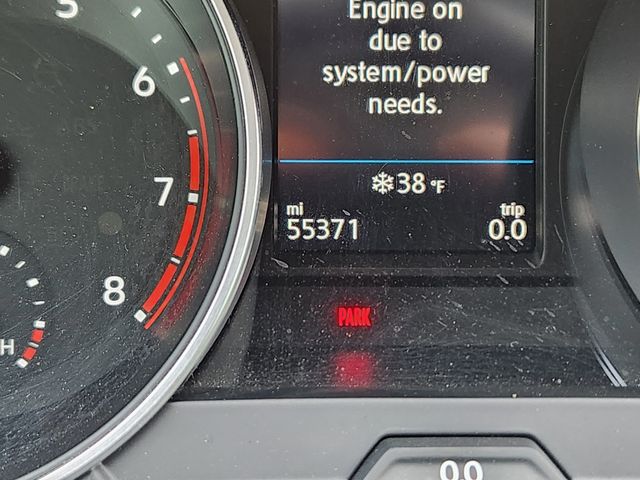 Engine on
due to
system/power
needs.
❄38 °F
mi trip
55371 0.0
5
6
7
8
H
PARK
0.0